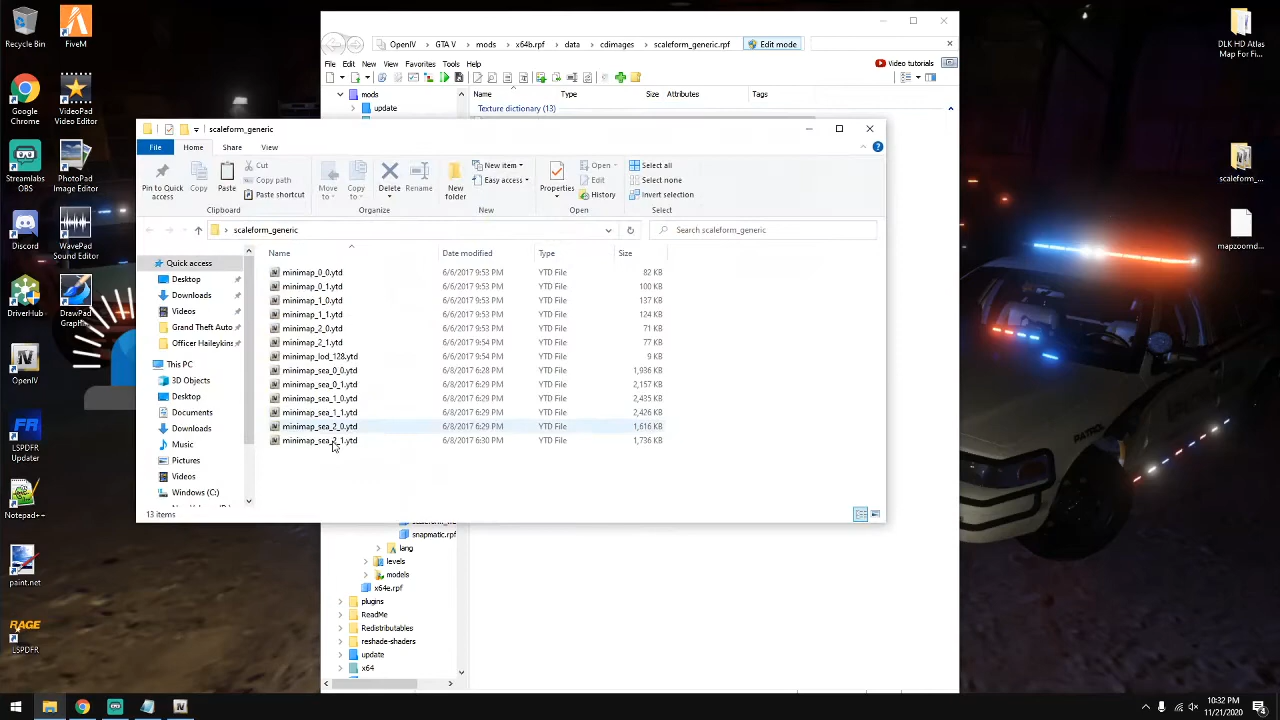 Recycle Bin
FiveM
Google Chrome
VideoPad Video Editor
Streamlabs OBS
PhotoPad Image Editor
Discord
WavePad Sound Editor
DriverHub
DrawPad Graphi...
OpenIV
LSPDFR Updater
Notepad++
paint.net
RAGE
LSPDFR
OpenIV GTA V mods x64b.rpf data cdimages scaleform_generic.rpf Edit mode
File Edit View Favorites Tools Help
Video tutorials
mods
update
Name Type Size Attributes Tags
Texture dictionary (13)
scaleform_generic
File Home Share View
Pin to Quick access
Copy
Paste
Cut
Copy path
Paste shortcut
Clipboard
Move to
Copy to
Delete
Rename
Organize
New folder
New item
Easy access
New
Properties
Open
Edit
History
Open
Select all
Select none
Invert selection
Select
scaleform_generic
Search scaleform_generic
Name Date modified Type Size
Quick access
Desktop
Downloads
Videos
Grand Theft Auto
Officer Haileykins
This PC
3D Objects
Desktop
Documents
Downloads
Music
Pictures
Videos
Windows (C:)
minimap_0_0.ytd 6/6/2017 9:53 PM YTD File 82 KB
minimap_0_1.ytd 6/6/2017 9:53 PM YTD File 100 KB
minimap_1_0.ytd 6/6/2017 9:53 PM YTD File 137 KB
minimap_1_1.ytd 6/6/2017 9:53 PM YTD File 124 KB
minimap_2_0.ytd 6/6/2017 9:53 PM YTD File 71 KB
minimap_2_1.ytd 6/6/2017 9:54 PM YTD File 77 KB
minimap_lod_128.ytd 6/6/2017 9:54 PM YTD File 9 KB
minimap_sea_0_0.ytd 6/8/2017 6:28 PM YTD File 1,936 KB
minimap_sea_0_1.ytd 6/8/2017 6:29 PM YTD File 2,157 KB
minimap_sea_1_0.ytd 6/8/2017 6:29 PM YTD File 2,435 KB
minimap_sea_1_1.ytd 6/8/2017 6:29 PM YTD File 2,426 KB
minimap_sea_2_0.ytd 6/8/2017 6:29 PM YTD File 1,616 KB
minimap_sea_2_1.ytd 6/8/2017 6:30 PM YTD File 1,736 KB
13 items
snapmatic.rpf
lang
levels
models
x64e.rpf
plugins
ReadMe
Redistributables
reshade-shaders
update
x64
DLK HD Atlas Map For Fi...
scaleform_...
mapzoomd...
PATROL
10:32 PM
11/21/2020